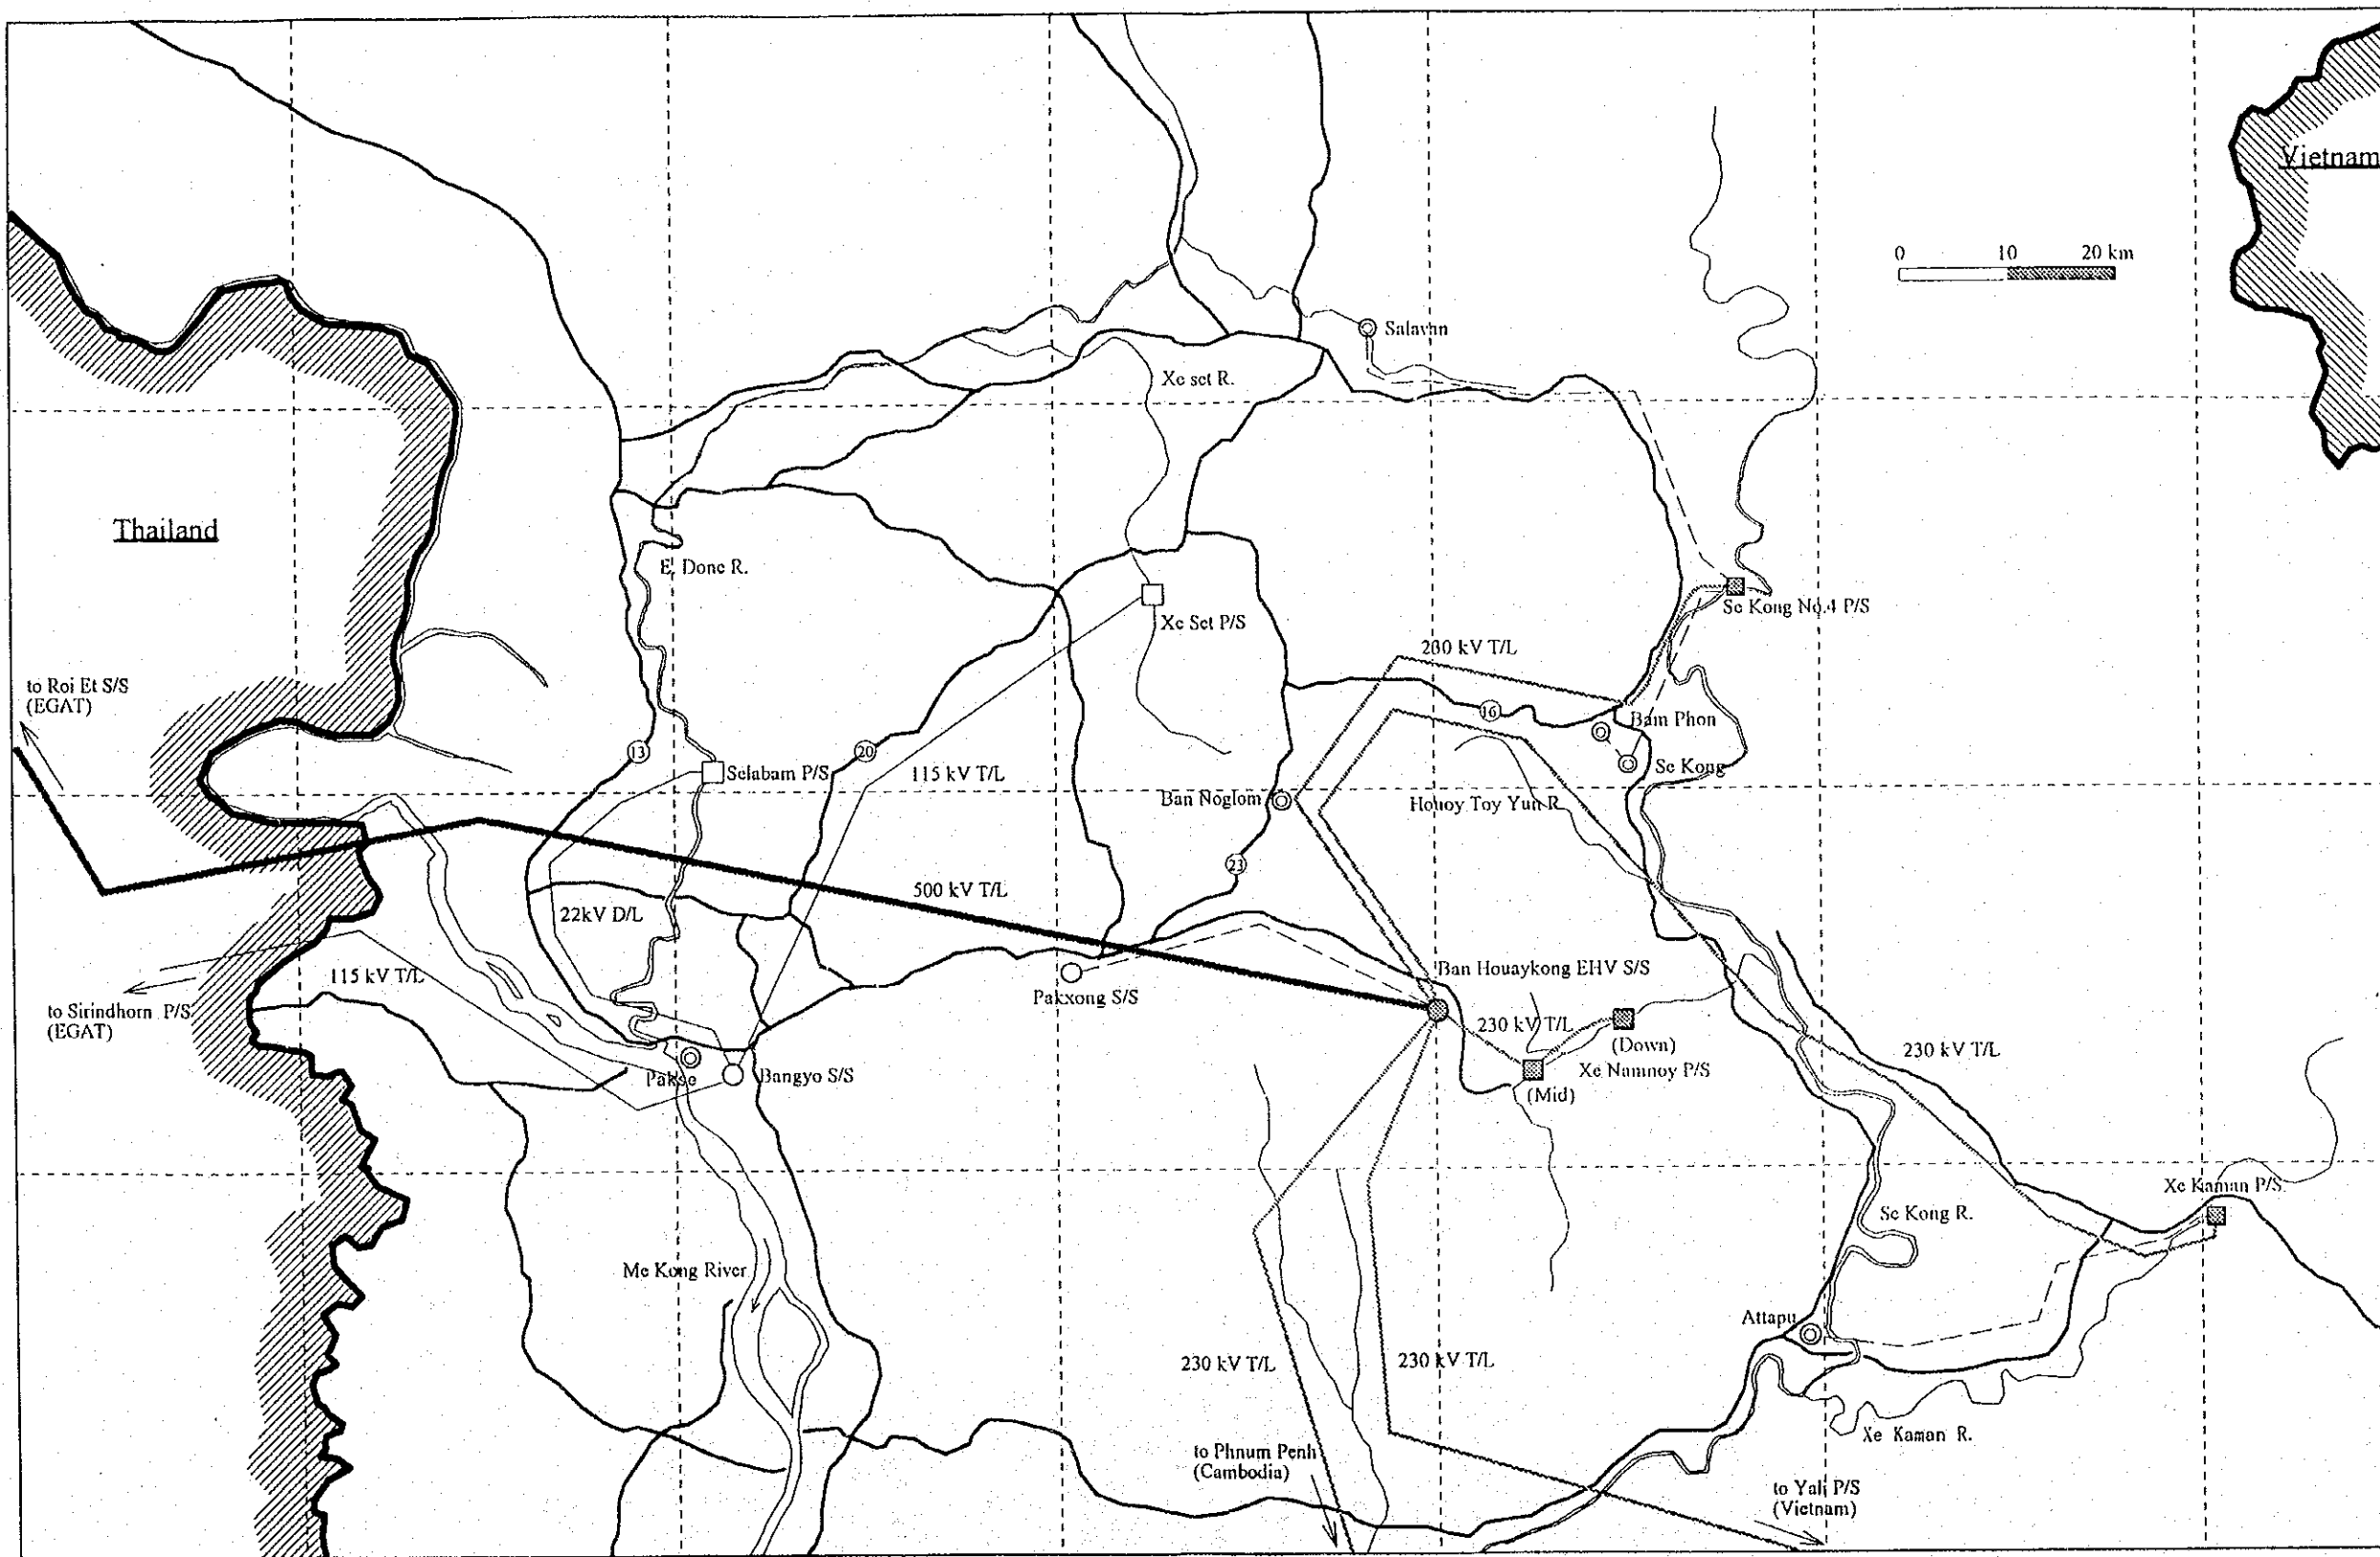 Vietnam
0 10 20 km
Salavan
Xe set R.
Thailand
E. Done R.
Se Kong No.4 P/S
Xe Set P/S
230 kV T/L
to Roi Et S/S
(EGAT)
16
Bam Phon
13
20
Selabam P/S
115 kV T/L
Se Kong
Ban Noglom
Houoy Toy Yun R.
23
500 kV T/L
22kV D/L
115 kV T/L
Ban Houaykong EHV S/S
Pakxong S/S
to Sirindhorn P/S
(EGAT)
230 kV T/L
(Down)
230 kV T/L
Pakse
Bangyo S/S
Xe Namnoy P/S
(Mid)
Xe Kaman P/S
Se Kong R.
Me Kong River
Attapu
230 kV T/L
230 kV T/L
Xe Kaman R.
to Phnum Penh
(Cambodia)
to Yali P/S
(Vietnam)